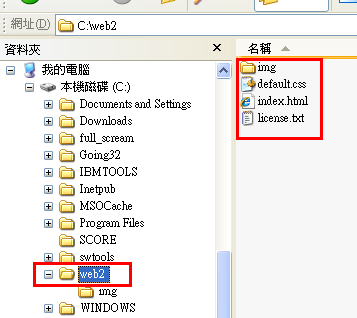 網址(D)
C:\web2
資料夾
我的電腦
本機磁碟 (C:)
Documents and Settings
Downloads
full_scream
Going32
IBMTOOLS
Inetpub
MSOCache
Program Files
SCORE
swtools
web2
img
WINDOWS
名稱
img
default.css
index.html
license.txt